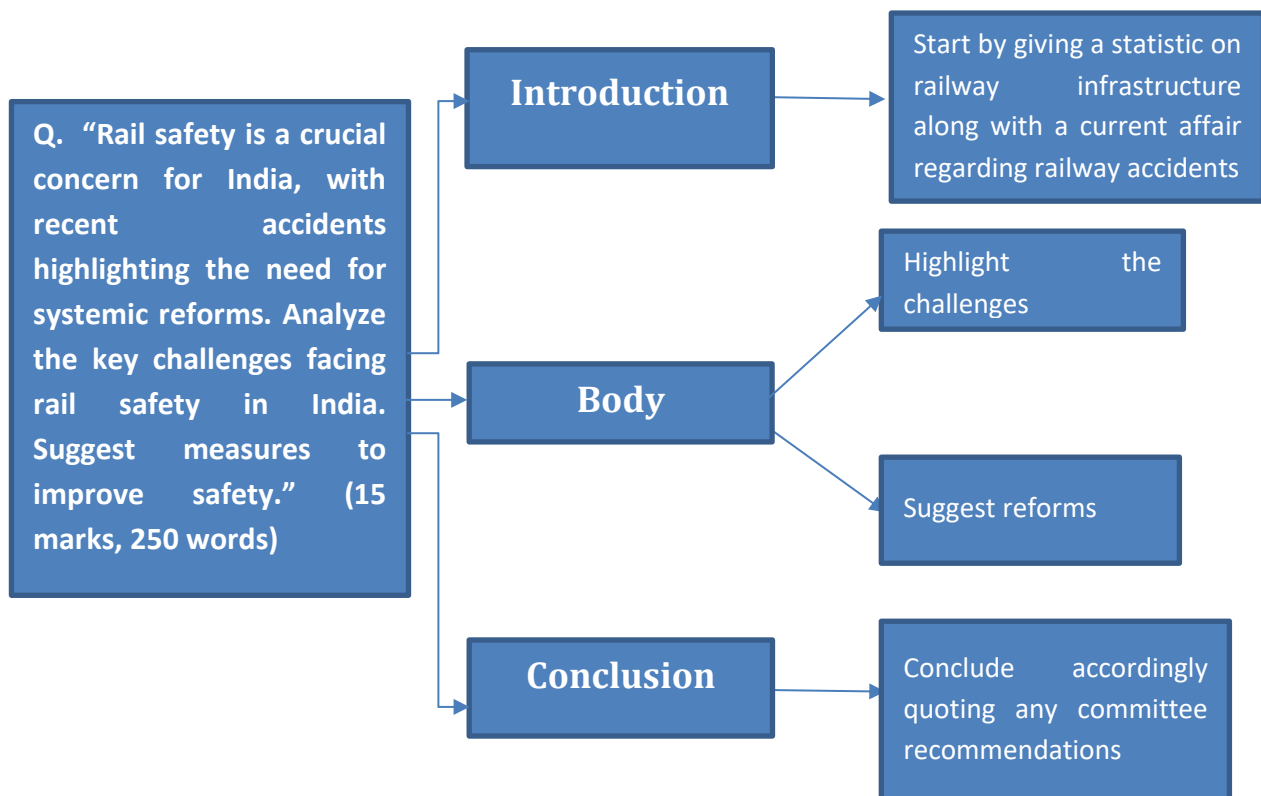 Q. “Rail safety is a crucial
concern for India, with
recent accidents
highlighting the need for
systemic reforms. Analyze
the key challenges facing
rail safety in India.
Suggest measures to
improve safety.” (15
marks, 250 words)
Introduction
Start by giving a statistic on
railway infrastructure
along with a current affair
regarding railway accidents
Body
Highlight the
challenges
Suggest reforms
Conclusion
Conclude accordingly
quoting any committee
recommendations